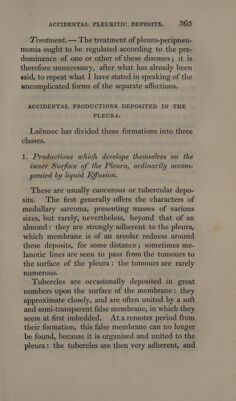 ACCIDENTAL PLEURITIC DEPOSITS. 365
Treatment. — The treatment of pleuro-peripneu-
monia ought to be regulated according to the pre-
dominance of one or other of these diseases; it is
therefore unnecessary, after what has already been
said, to repeat what I have stated in speaking of the
uncomplicated forms of the separate affections.
ACCIDENTAL PRODUCTIONS DEPOSITED IN THE
PLEURA.
Laënnec has divided these formations into three
classes.
1. Productions which develope themselves on the
inner Surface of the Pleura, ordinarily accom-
panied by liquid Effusion.
These are usually cancerous or tubercular depo-
sits. The first generally offers the characters of
medullary sarcoma, presenting masses of various
sizes, but rarely, nevertheless, beyond that of an
almond: they are strongly adherent to the pleura,
which membrane is of an areolar redness around
these deposits, for some distance; sometimes me-
lanotic lines are seen to pass from the tumours to
the surface of the pleura: the tumours are rarely
numerous.
Tubercles are occasionally deposited in great
numbers upon the surface of the membrane: they
approximate closely, and are often united by a soft
and semi-transparent false membrane, in which they
seem at first imbedded. At a remoter period from
their formation, this false membrane can no longer
be found, because it is organised and united to the
pleura: the tubercles are then very adherent, and